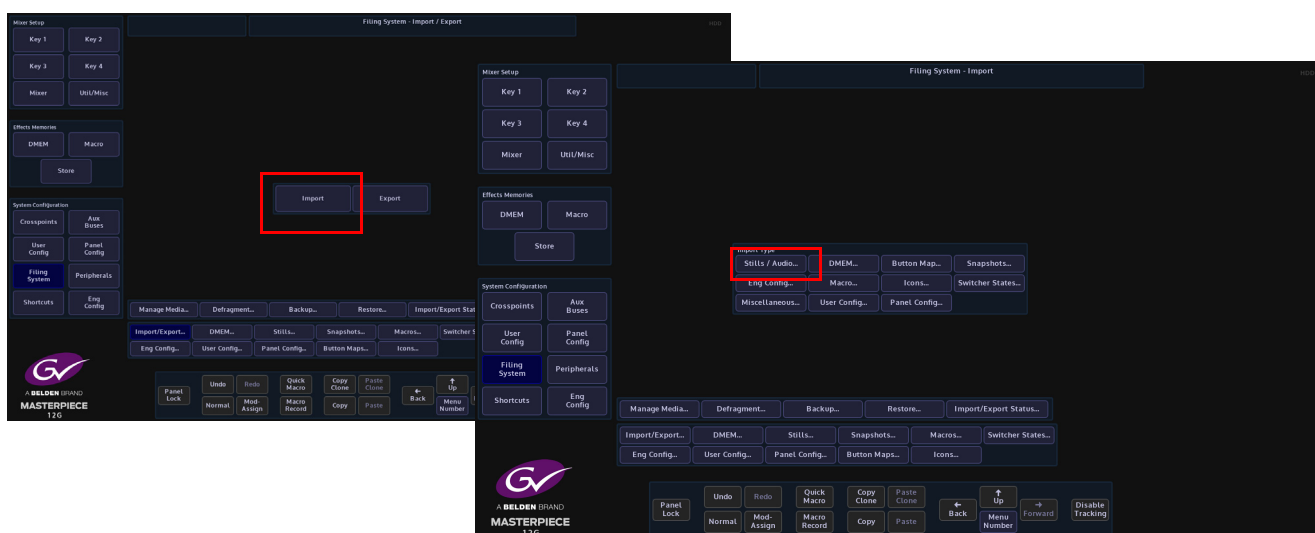 Mixer Setup
Filing System - Import / Export
HDD
Key 1 Key 2
Key 3 Key 4
Mixer Util/Misc
Effects Memories
DMEM Macro
Store
Import Export
System Configuration
Crosspoints Aux Buses
User Config Panel Config
Filing System Peripherals
Shortcuts Eng Config
Manage Media... Defragment... Backup... Restore... Import/Export Stat
Import/Export... DMEM... Stills... Snapshots... Macros... Switcher S
Eng Config... User Config... Panel Config... Button Maps... Icons...
GV
A BELDEN BRAND
MASTERPIECE
12G
Panel Lock
Undo Redo Quick Macro Copy Clone Paste Clone
Normal Mod-Assign Macro Record Copy Paste
← Back ↑ Up Menu Number
Mixer Setup
Filing System - Import
HDD
Key 1 Key 2
Key 3 Key 4
Mixer Util/Misc
Effects Memories
DMEM Macro
Store
Import Type
Stills / Audio... DMEM... Button Map... Snapshots...
Eng Config... Macro... Icons... Switcher States...
Miscellaneous... User Config... Panel Config...
System Configuration
Crosspoints Aux Buses
User Config Panel Config
Filing System Peripherals
Shortcuts Eng Config
Manage Media... Defragment... Backup... Restore... Import/Export Status...
Import/Export... DMEM... Stills... Snapshots... Macros... Switcher States...
Eng Config... User Config... Panel Config... Button Maps... Icons...
GV
A BELDEN BRAND
MASTERPIECE
12G
Panel Lock
Undo Redo Quick Macro Copy Clone Paste Clone
Normal Mod-Assign Macro Record Copy Paste
← Back ↑ Up Menu Number → Forward Disable Tracking